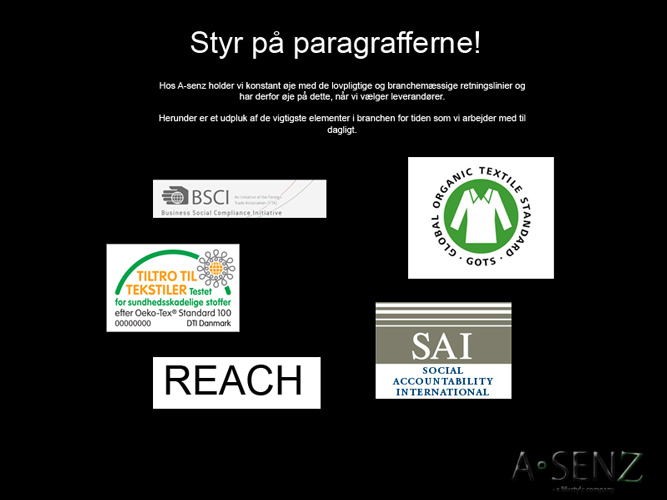 Styr på paragrafferne!
Hos A-senz holder vi konstant øje med de lovpligtige og branchemæssige retningslinier og
har derfor øje på dette, når vi vælger leverandører.
Herunder er et udpluk af de vigtigste elementer i branchen for tiden som vi arbejder med til
dagligt.
BSCI
An initiative of the Foreign
Trade Association (FTA)
Business Social Compliance Initiative
GLOBAL ORGANIC TEXTILE STANDARD
· GOTS ·
TILTRO TIL
TEKSTILER Testet
for sundhedsskadelige stoffer
efter Oeko-Tex® Standard 100
00000000 DTI Danmark
SAI
SOCIAL
ACCOUNTABILITY
INTERNATIONAL
REACH
A·SENZ
a lifestyle company